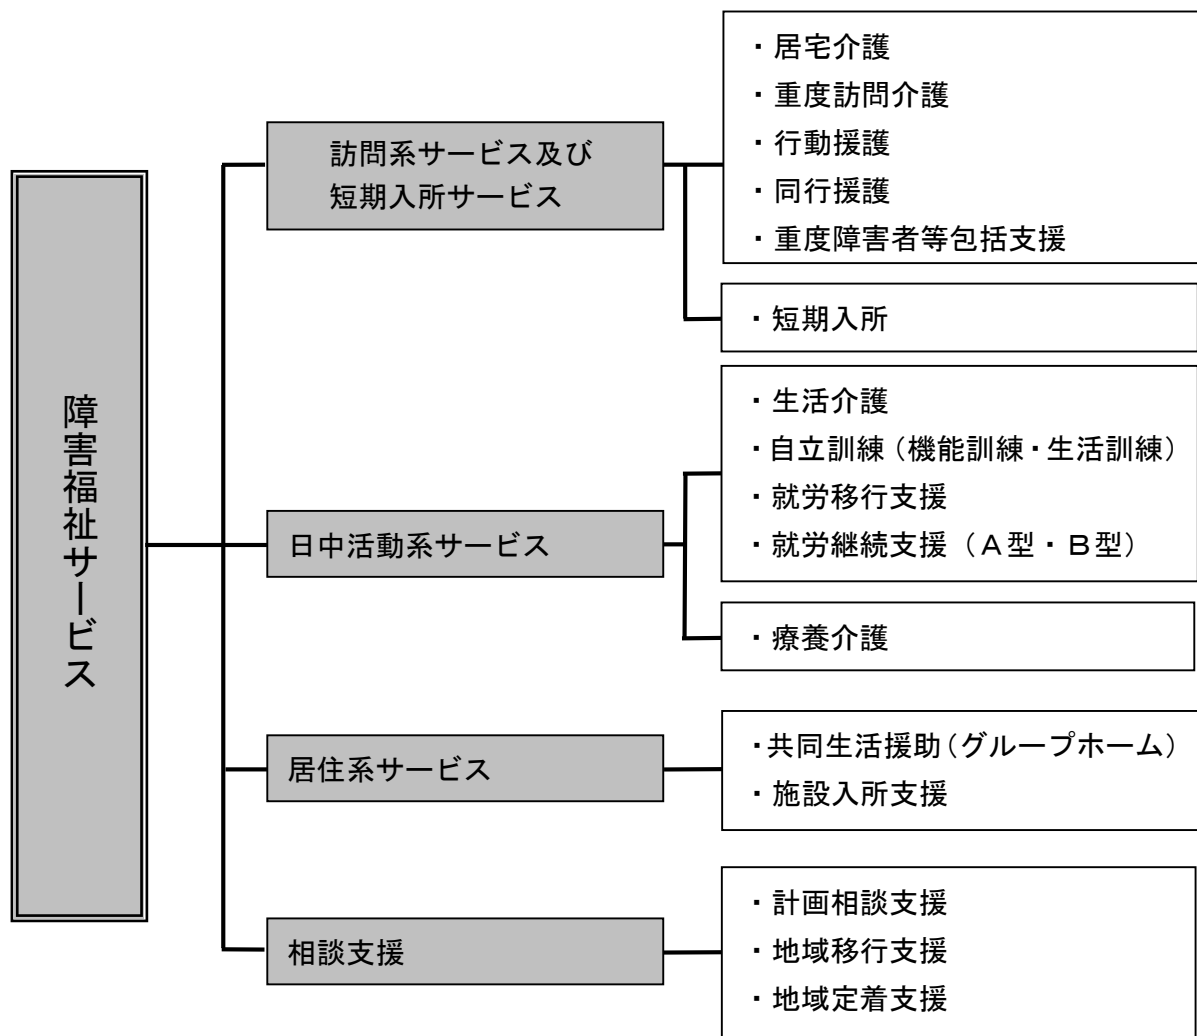 障害福祉サービス
訪問系サービス及び
短期入所サービス
・居宅介護
・重度訪問介護
・行動援護
・同行援護
・重度障害者等包括支援
・短期入所
日中活動系サービス
・生活介護
・自立訓練（機能訓練・生活訓練）
・就労移行支援
・就労継続支援（Ａ型・Ｂ型）
・療養介護
居住系サービス
・共同生活援助（グループホーム）
・施設入所支援
相談支援
・計画相談支援
・地域移行支援
・地域定着支援